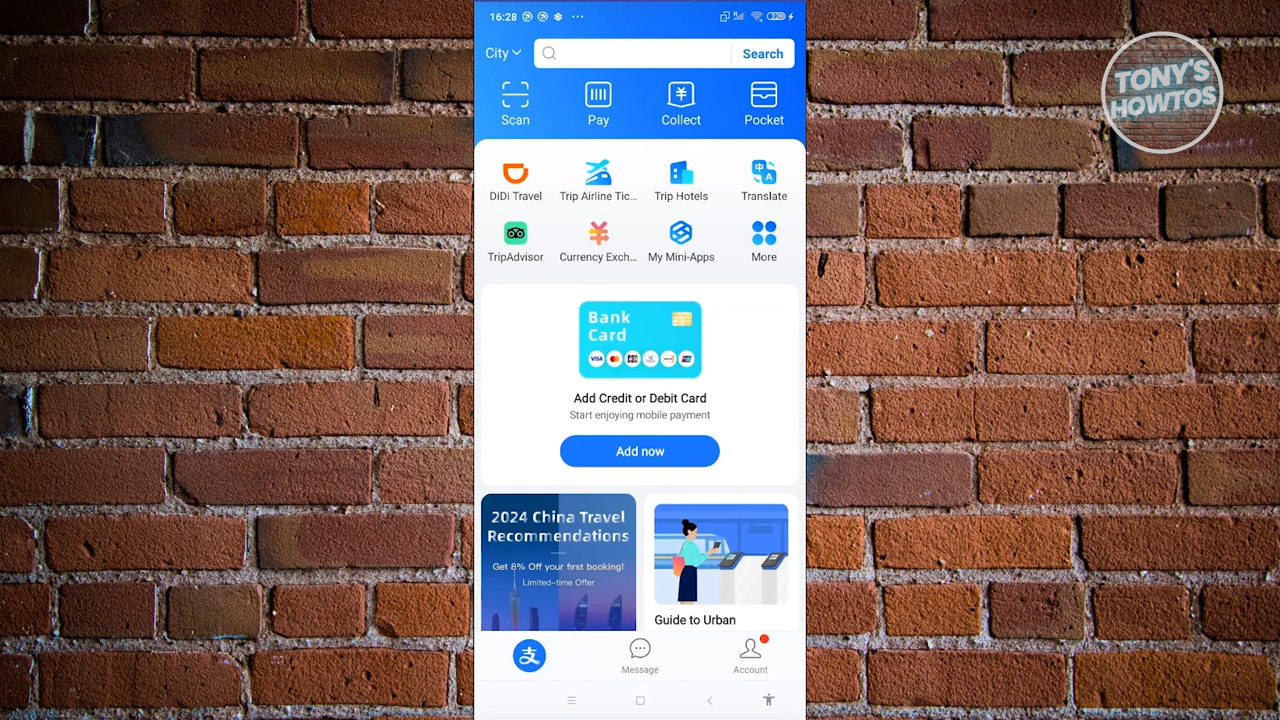 16:28
City
Search
TONY'S
HOWTOS
Scan
Pay
Collect
Pocket
DiDi Travel
Trip Airline Tic...
Trip Hotels
Translate
TripAdvisor
Currency Exch...
My Mini-Apps
More
Bank
Card
VISA
Add Credit or Debit Card
Start enjoying mobile payment
Add now
2024 China Travel
Recommendations
Get 8% Off your first booking!
Limited-time Offer
Guide to Urban
支
Message
Account